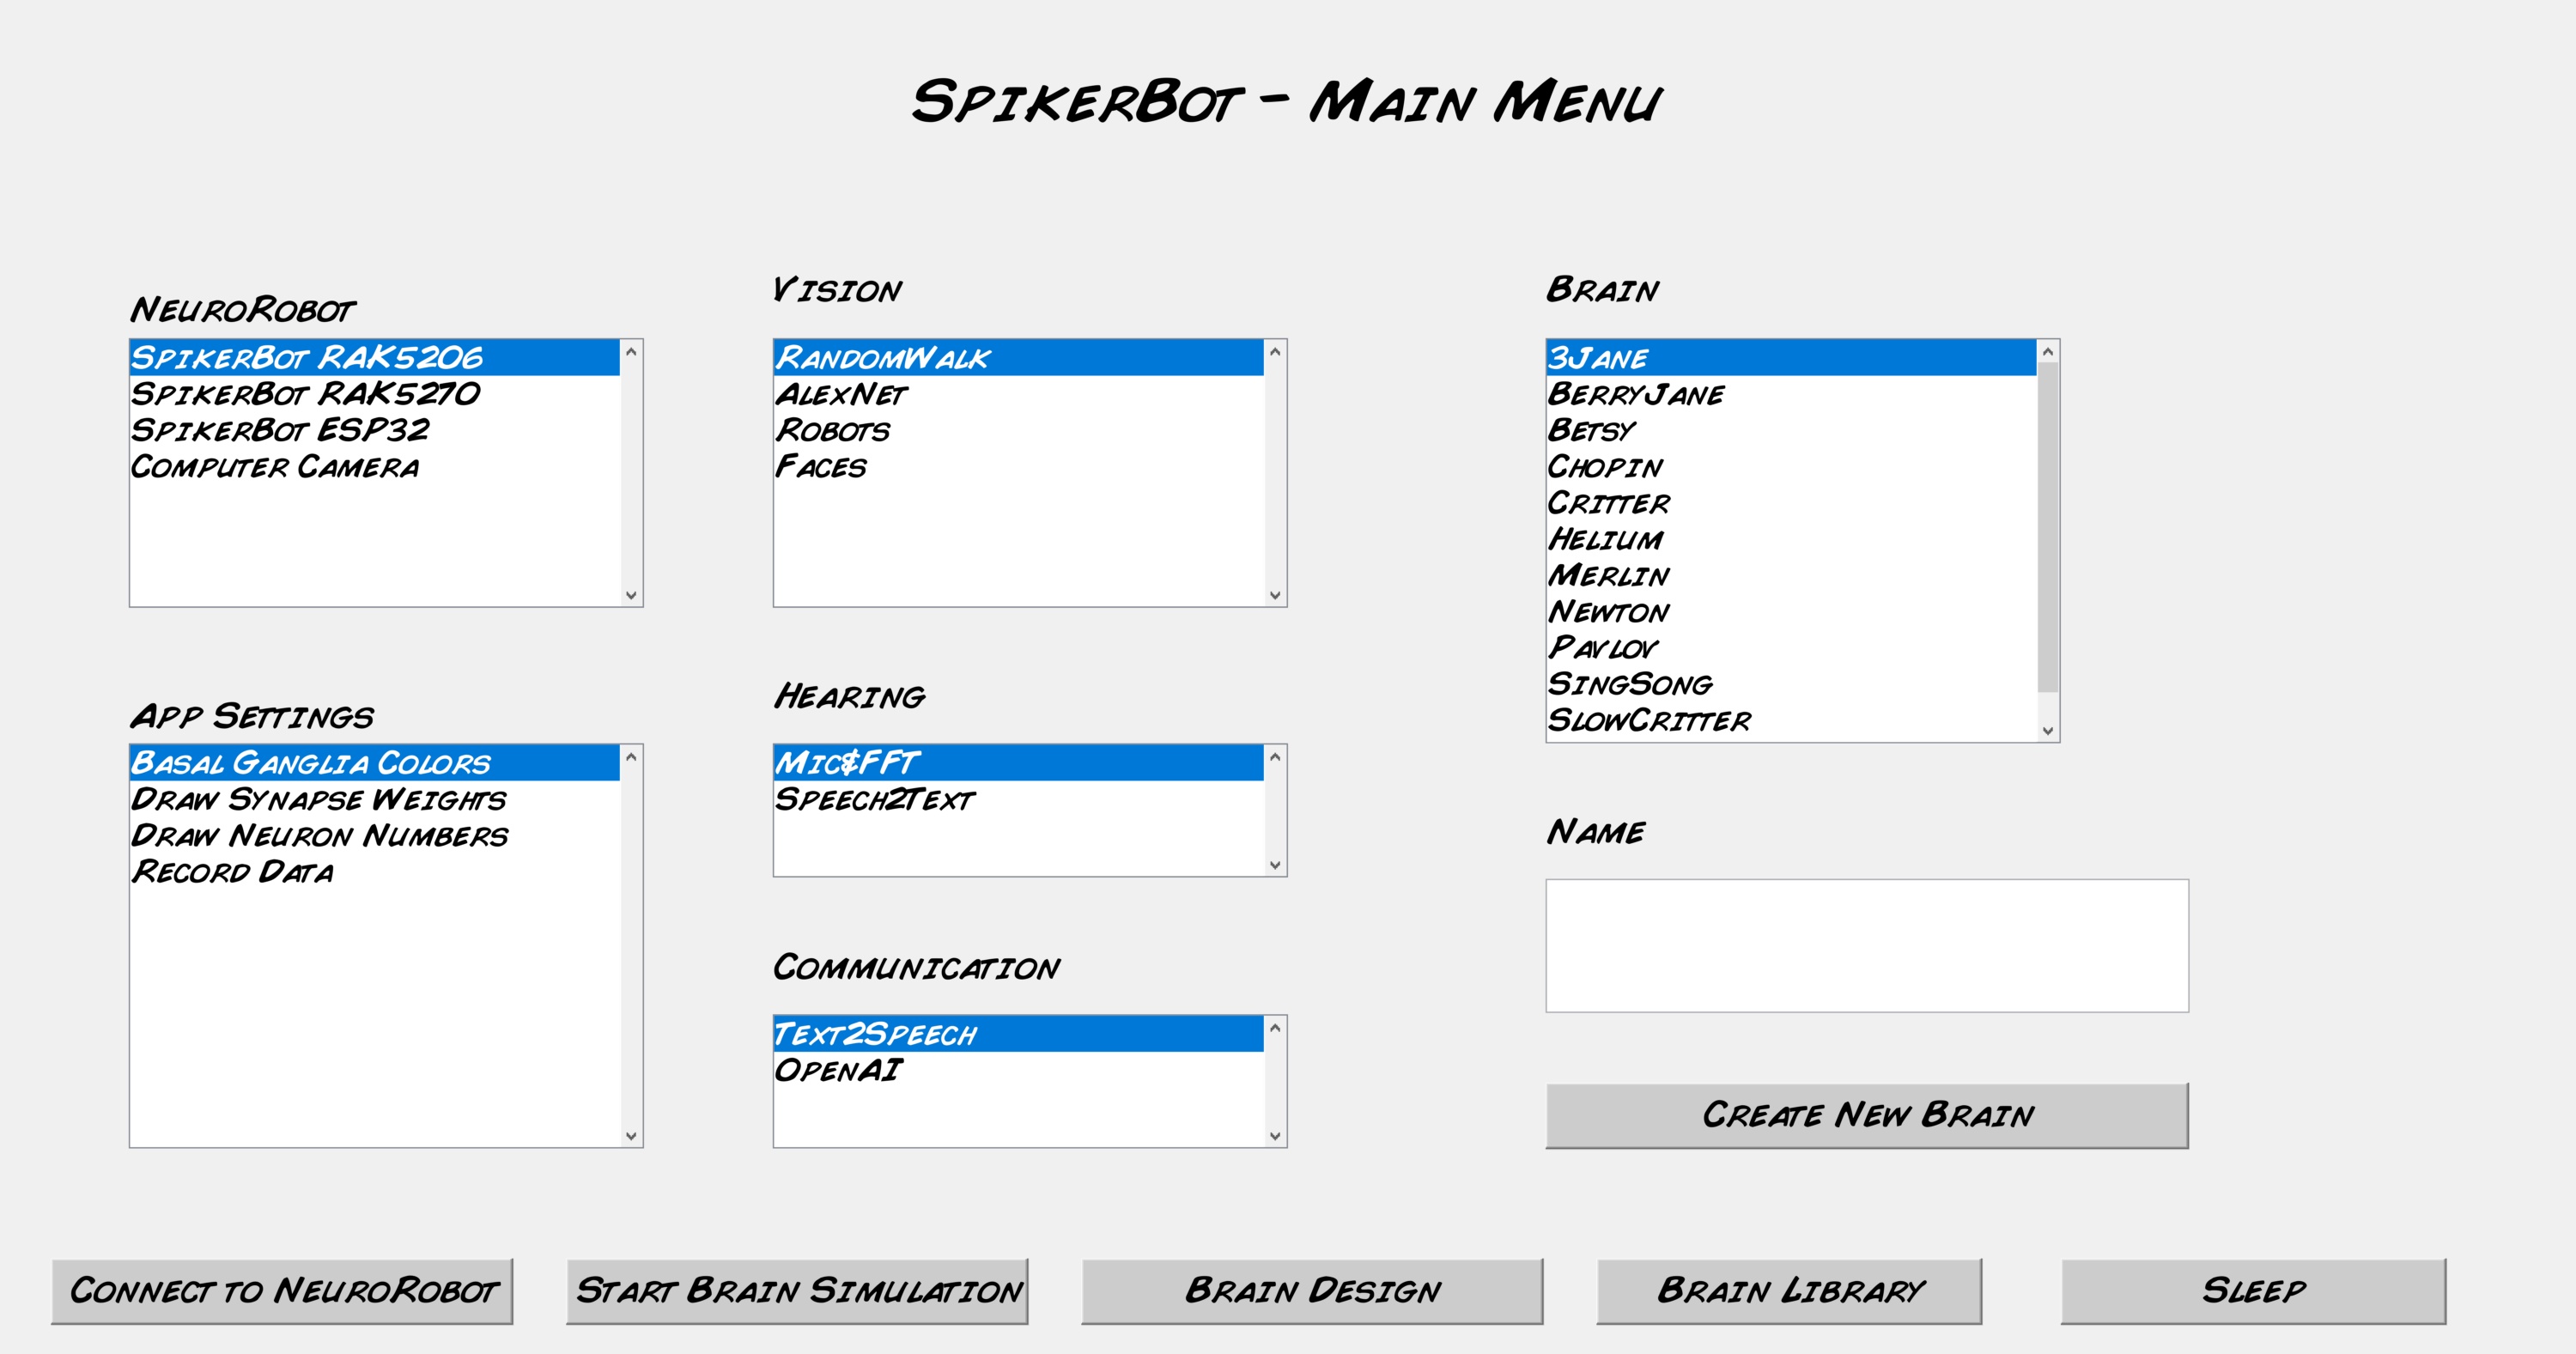 SpikerBot - Main Menu
NeuroRobot
SpikerBot RAK5206
SpikerBot RAK5270
SpikerBot ESP32
Computer Camera
App Settings
Basal Ganglia Colors
Draw Synapse Weights
Draw Neuron Numbers
Record Data
Vision
RandomWalk
AlexNet
Robots
Faces
Hearing
Mic&FFT
Speech2Text
Communication
Text2Speech
OpenAI
Brain
3Jane
BerryJane
Betsy
Chopin
Critter
Helium
Merlin
Newton
Pavlov
SingSong
SlowCritter
Name
Create New Brain
Connect to NeuroRobot
Start Brain Simulation
Brain Design
Brain Library
Sleep